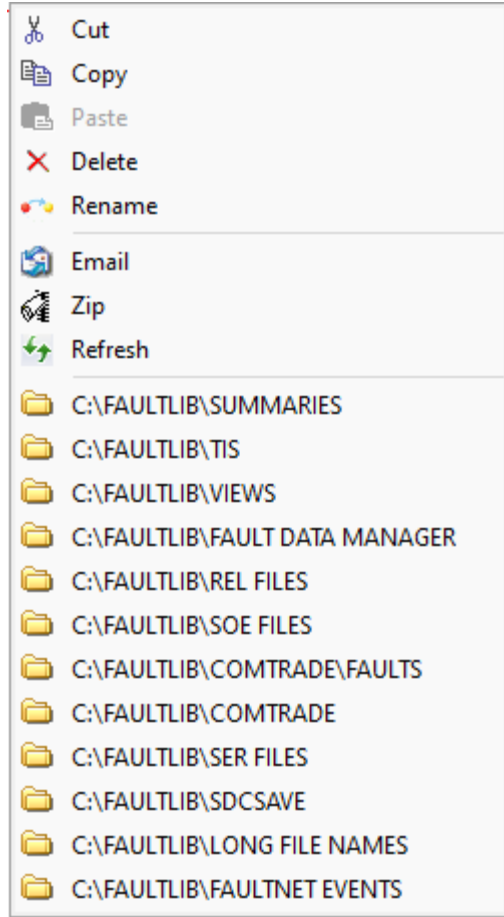 Cut
Copy
Paste
Delete
Rename
Email
Zip
Refresh
C:\FAULTLIB\SUMMARIES
C:\FAULTLIB\TIS
C:\FAULTLIB\VIEWS
C:\FAULTLIB\FAULT DATA MANAGER
C:\FAULTLIB\REL FILES
C:\FAULTLIB\SOE FILES
C:\FAULTLIB\COMTRADE\FAULTS
C:\FAULTLIB\COMTRADE
C:\FAULTLIB\SER FILES
C:\FAULTLIB\SDCSAVE
C:\FAULTLIB\LONG FILE NAMES
C:\FAULTLIB\FAULTNET EVENTS